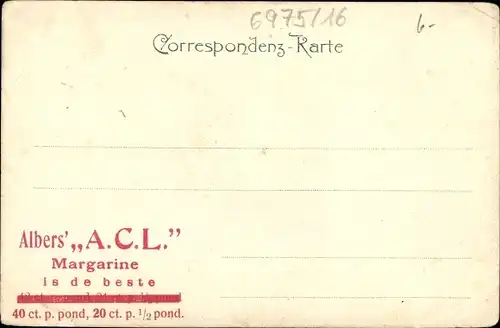 6975/16
6-
Correspondenz-Karte
Albers' „A.C.L."
Margarine
is de beste
40 ct. p. pond, 20 ct. p. 1/2 pond.